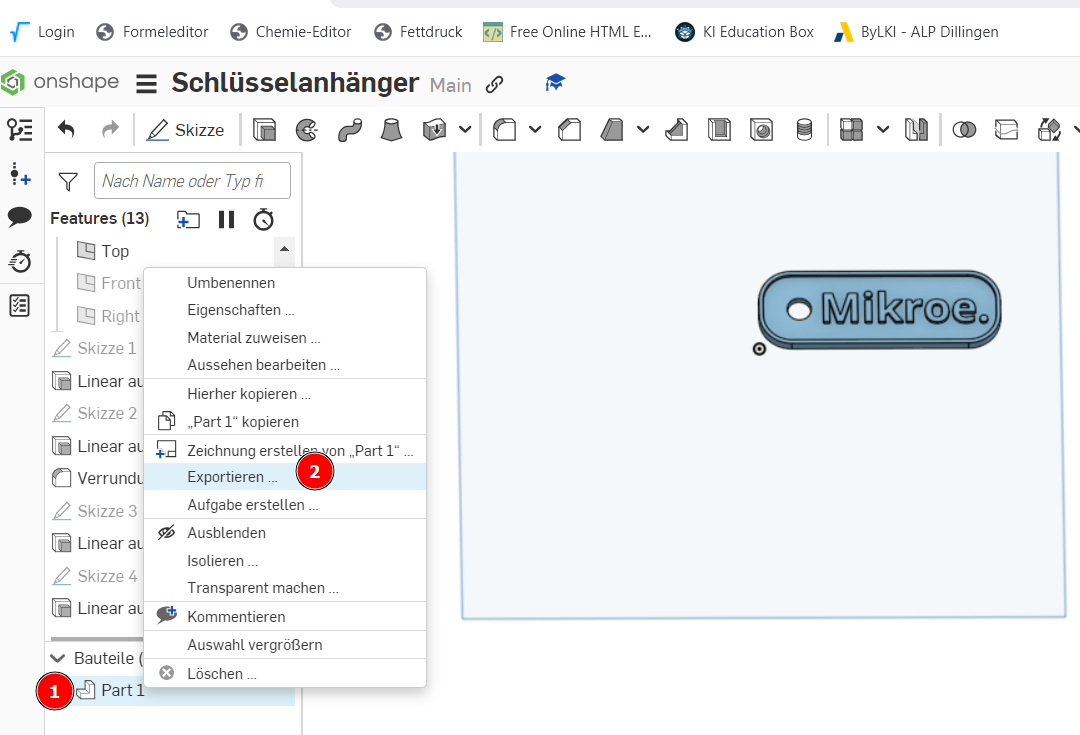 Login
Formeleditor
Chemie-Editor
Fettdruck
Free Online HTML E...
KI Education Box
ByLKI - ALP Dillingen
onshape
Schlüsselanhänger Main
Skizze
Nach Name oder Typ fi
Features (13)
Top
Front
Right
Skizze 1
Linear au
Skizze 2
Linear au
Verrundu
Skizze 3
Linear au
Skizze 4
Linear au
Bauteile (
1
Part 1
Umbenennen
Eigenschaften ...
Material zuweisen ...
Aussehen bearbeiten ...
Hierher kopieren ...
„Part 1“ kopieren
Zeichnung erstellen von „Part 1“ ...
Exportieren ...
2
Aufgabe erstellen ...
Ausblenden
Isolieren ...
Transparent machen ...
Kommentieren
Auswahl vergrößern
Löschen ...
Mikroe.